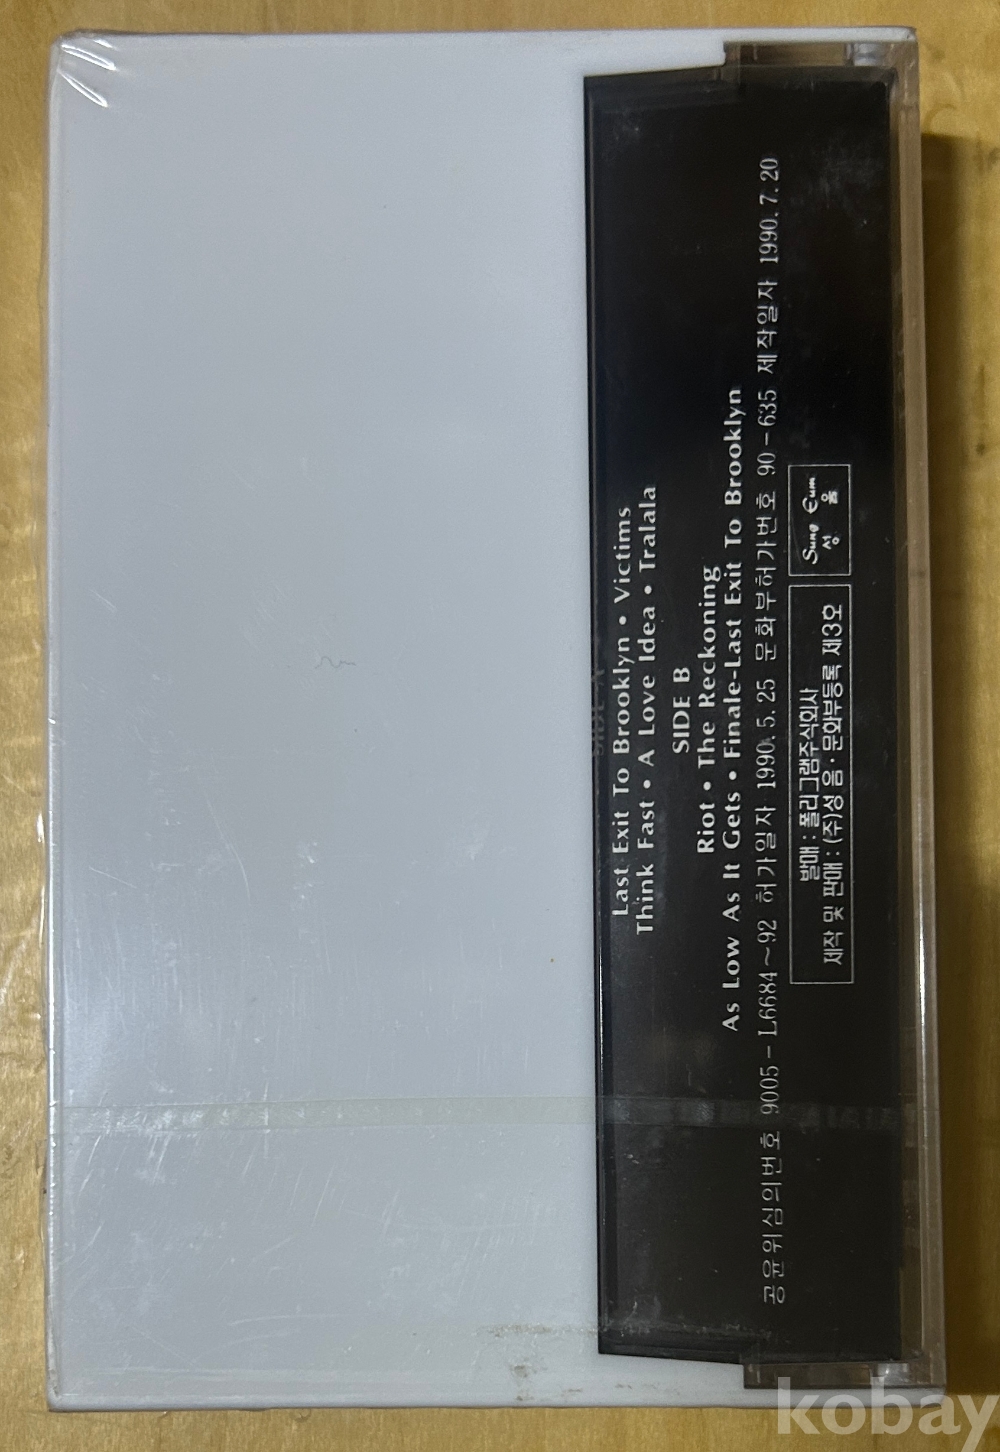 SIDE A
Last Exit To Brooklyn • Victims
Think Fast • A Love Idea • Tralala
SIDE B
Riot • The Reckoning
As Low As It Gets • Finale-Last Exit To Brooklyn
공윤위심의번호 9005-L6684~92 허가일자 1990. 5. 25 문화부허가번호 90-635 제작일자 1990. 7. 20
발매 : 폴리그램주식회사
제작 및 판매 : (주)성 음 · 문화부등록 제3호
Sung Eum
성 음
kobay